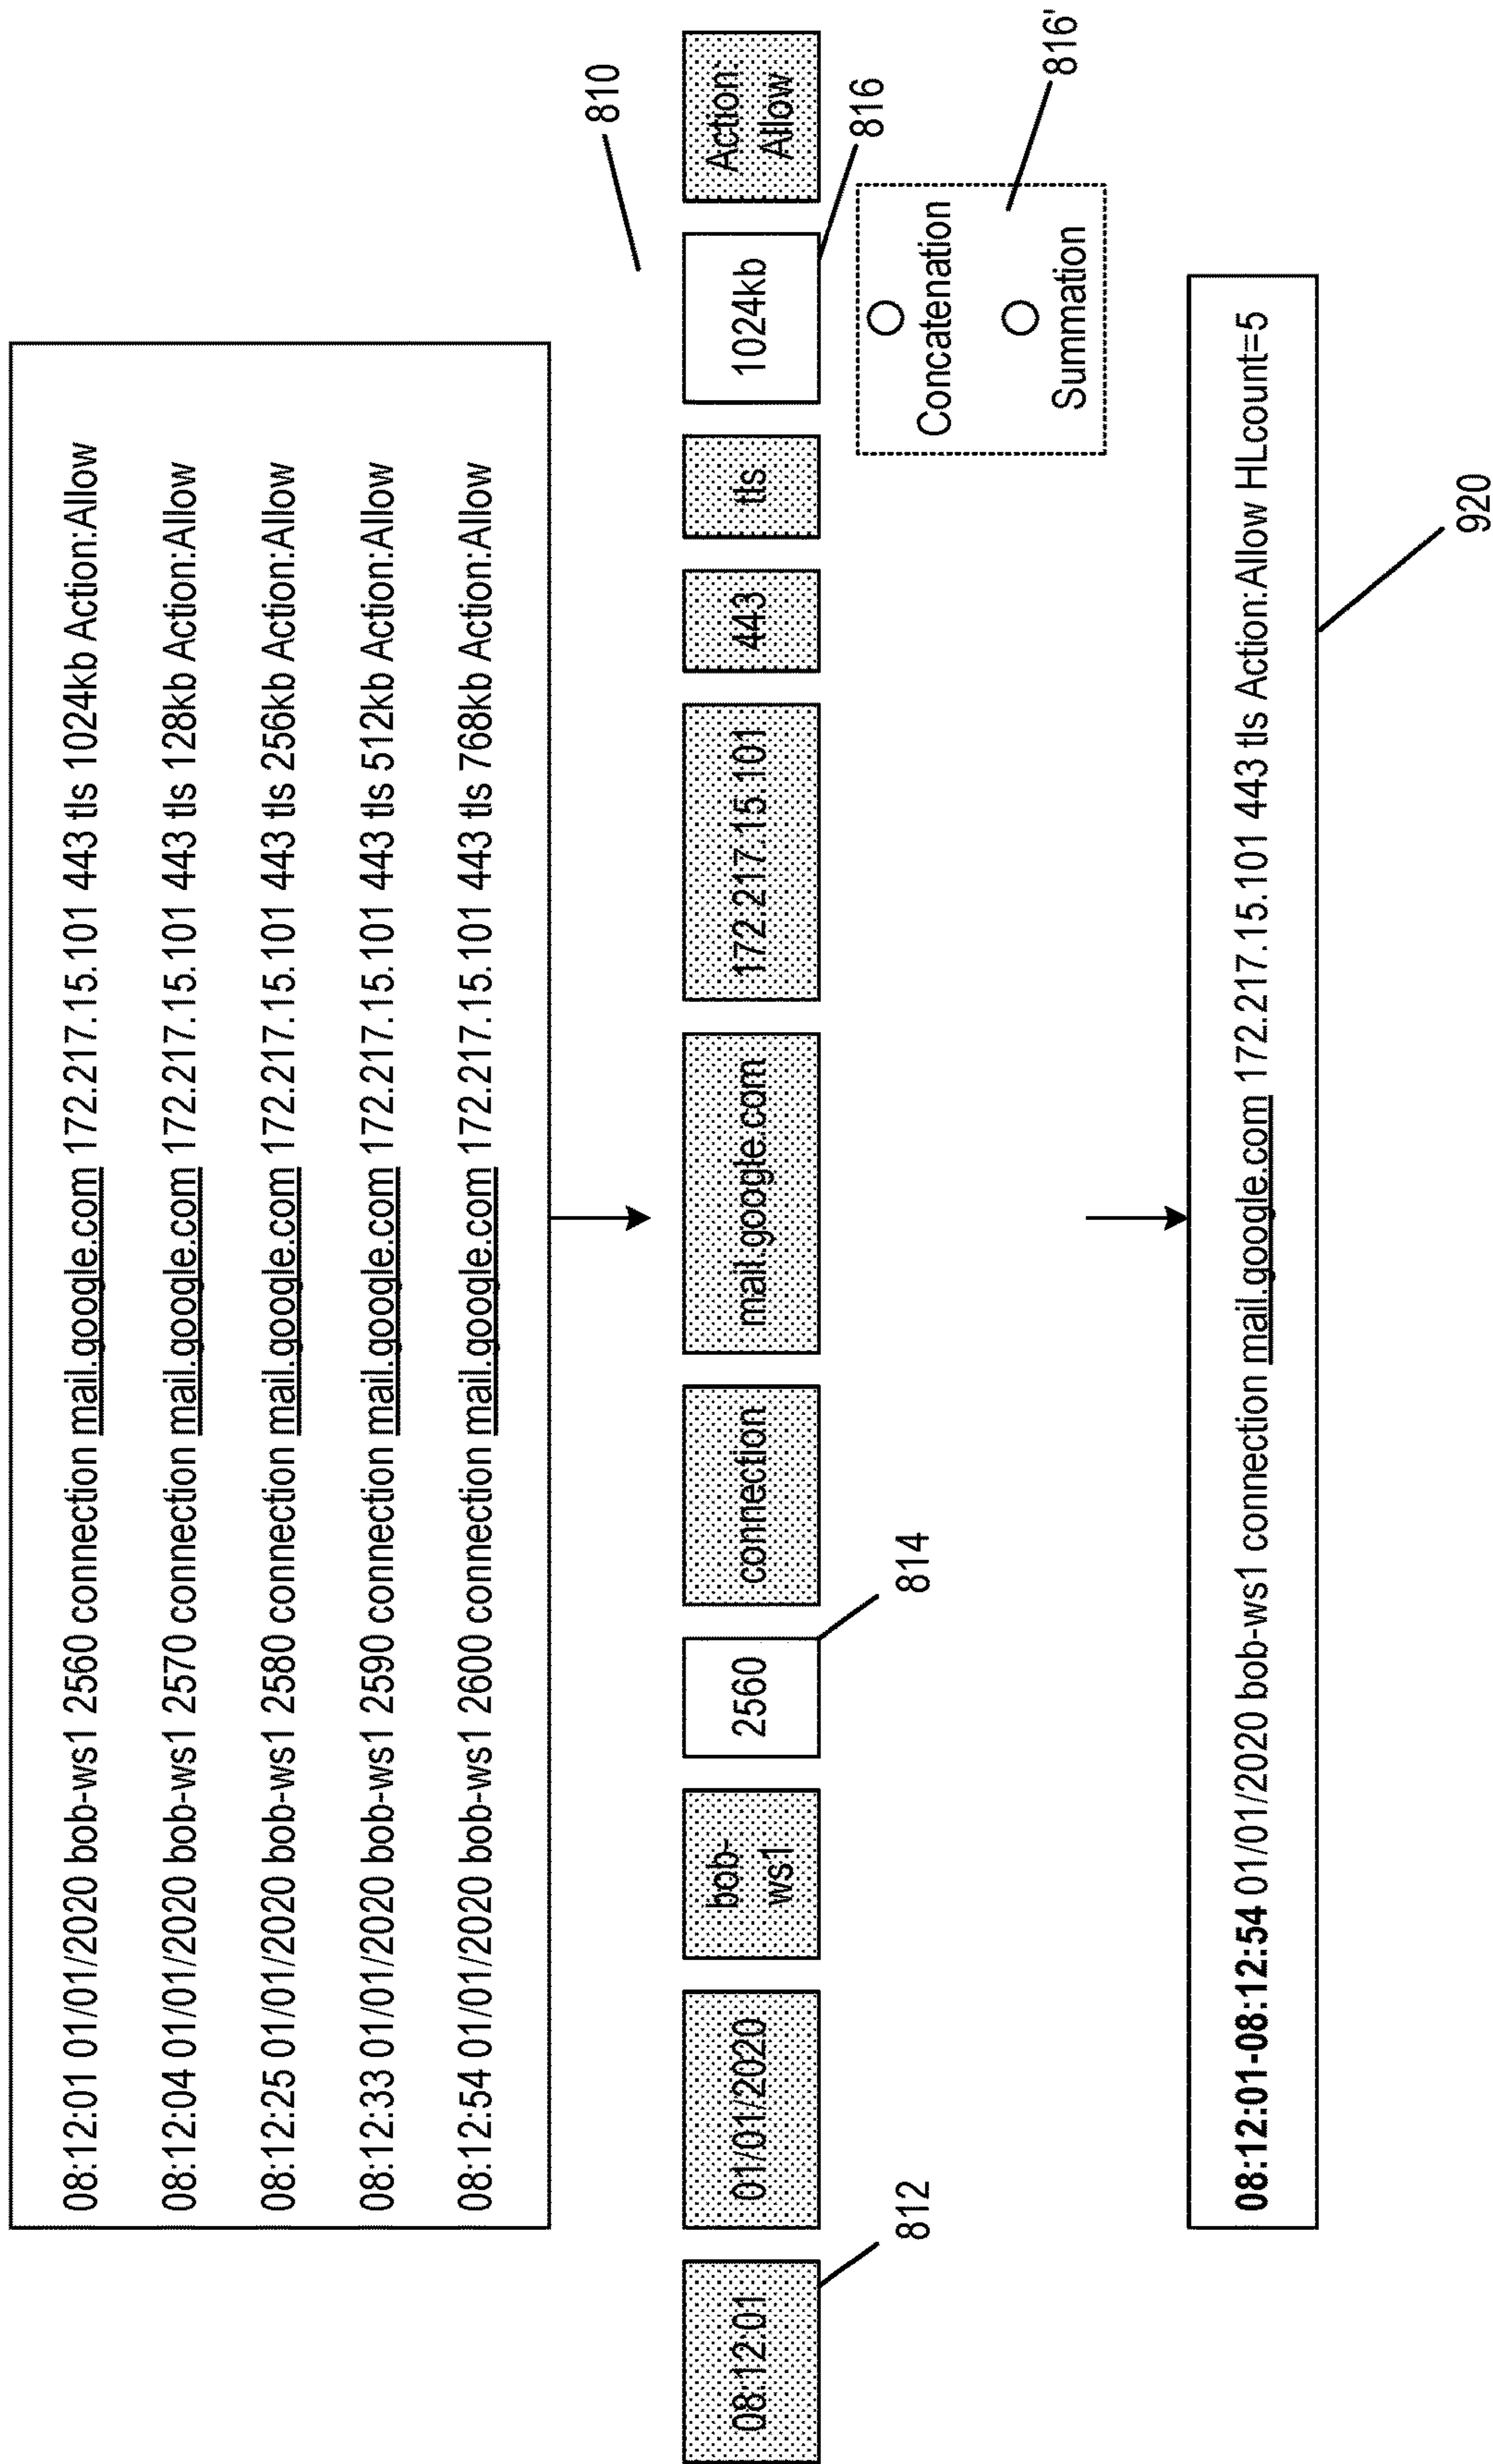 08:12:01 01/01/2020 bob-ws1 2560 connection mail.google.com 172.217.15.101 443 tls 1024kb Action:Allow
08:12:04 01/01/2020 bob-ws1 2570 connection mail.google.com 172.217.15.101 443 tls 128kb Action:Allow
08:12:25 01/01/2020 bob-ws1 2580 connection mail.google.com 172.217.15.101 443 tls 256kb Action:Allow
08:12:33 01/01/2020 bob-ws1 2590 connection mail.google.com 172.217.15.101 443 tls 512kb Action:Allow
08:12:54 01/01/2020 bob-ws1 2600 connection mail.google.com 172.217.15.101 443 tls 768kb Action:Allow
810
08:12:01
01/01/2020
bob-
ws1
2560
connection
mail.google.com
172.217.15.101
443
tls
1024kb
Action:
Allow
812
814
816
Concatenation
Summation
816'
08:12:01-08:12:54 01/01/2020 bob-ws1 connection mail.google.com 172.217.15.101 443 tls Action:Allow HLcount=5
920